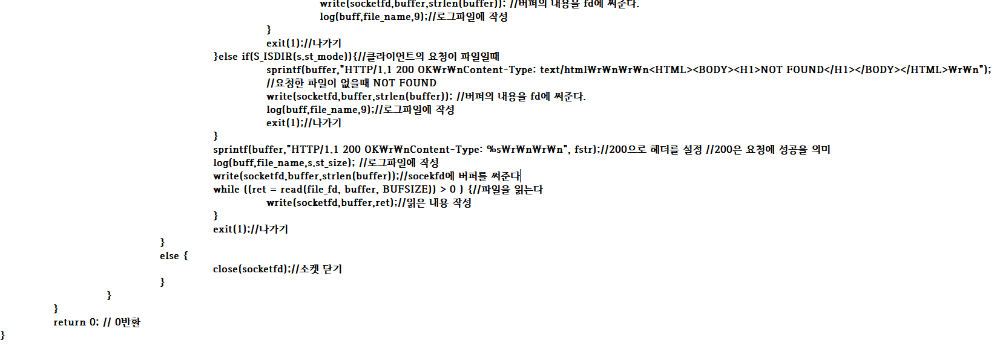 write(socketfd,buffer,strlen(buffer)); //버퍼의 내용을 fd에 써준다.
log(buff,file_name,9);//로그파일에 작성
}
exit(1);//나가기
}else if(S_ISDIR(s.st_mode)){//클라이언트의 요청이 파일일때
sprintf(buffer,"HTTP/1.1 200 OK₩r₩nContent-Type: text/html₩r₩n₩r₩n<HTML><BODY><H1>NOT FOUND</H1></BODY></HTML>₩r₩n");
//요청한 파일이 없을때 NOT FOUND
write(socketfd,buffer,strlen(buffer)); //버퍼의 내용을 fd에 써준다.
log(buff,file_name,9);//로그파일에 작성
exit(1);//나가기
}
sprintf(buffer,"HTTP/1.1 200 OK₩r₩nContent-Type: %s₩r₩n₩r₩n", fstr);//200으로 헤더를 설정 //200은 요청에 성공을 의미
log(buff,file_name,s.st_size); //로그파일에 작성
write(socketfd,buffer,strlen(buffer));//socekfd에 버퍼를 써준다
while ((ret = read(file_fd, buffer, BUFSIZE)) > 0 ) {//파일을 읽는다
write(socketfd,buffer,ret);//읽은 내용 작성
}
exit(1);//나가기
}
else {
close(socketfd);//소켓 닫기
}
}
}
return 0; // 0반환
}